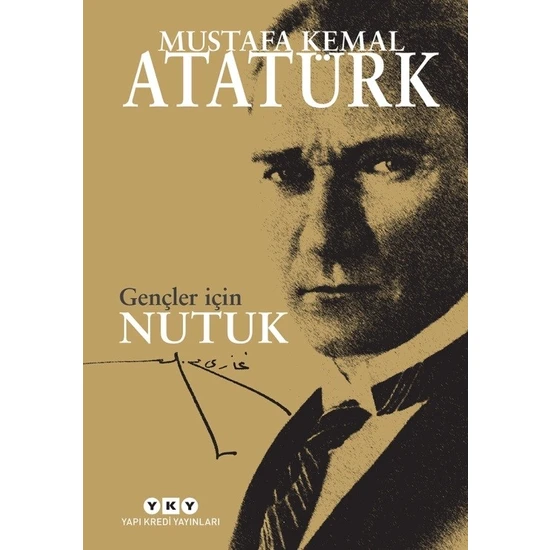 MUSTAFA KEMAL
ATATÜRK
Gençler için
NUTUK
YKY
YAPI KREDİ YAYINLARI